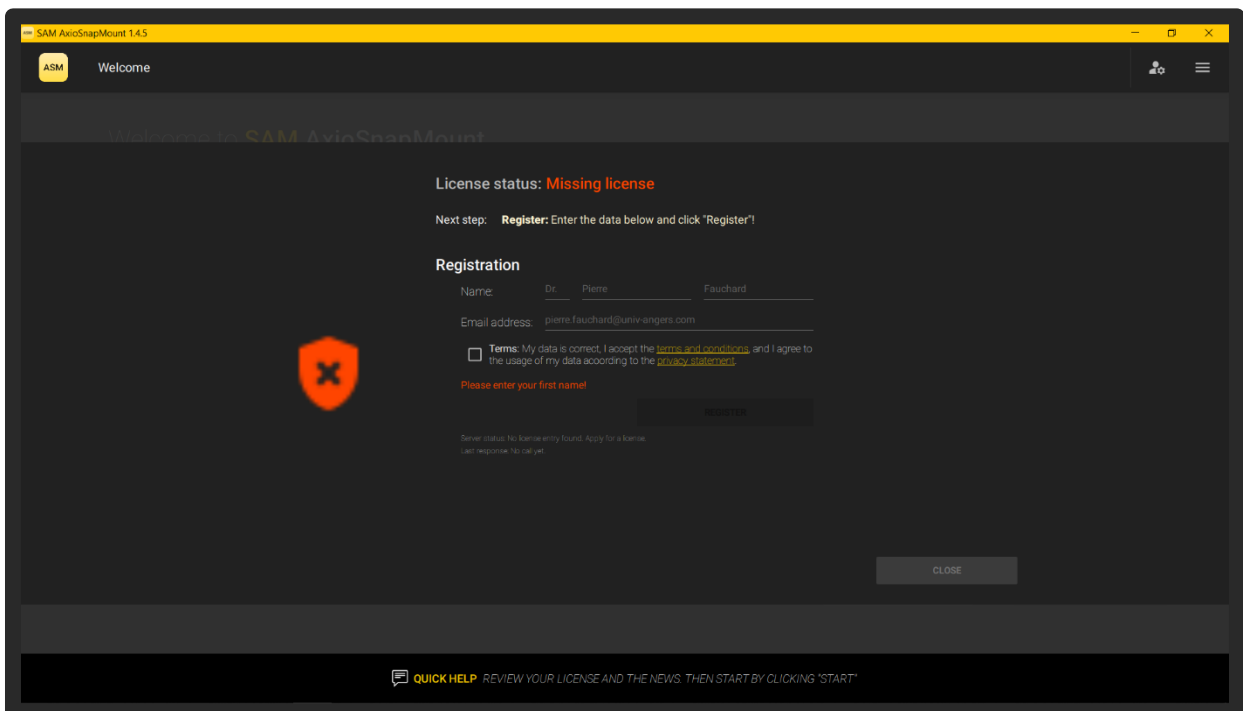 SAM AxioSnapMount 1.4.5
ASM Welcome
Welcome to SAM AxioSnapMount
License status: Missing license
Next step: Register: Enter the data below and click "Register"!
Registration
Name: Dr. Pierre Fauchard
Email address: pierre.fauchard@univ-angers.com
Terms: My data is correct, I accept the terms and conditions, and I agree to
the usage of my data according to the privacy statement.
Please enter your first name!
REGISTER
Server status: No license entry found. Apply for a license.
Last response: No call yet.
CLOSE
QUICK HELP REVIEW YOUR LICENSE AND THE NEWS. THEN START BY CLICKING "START"